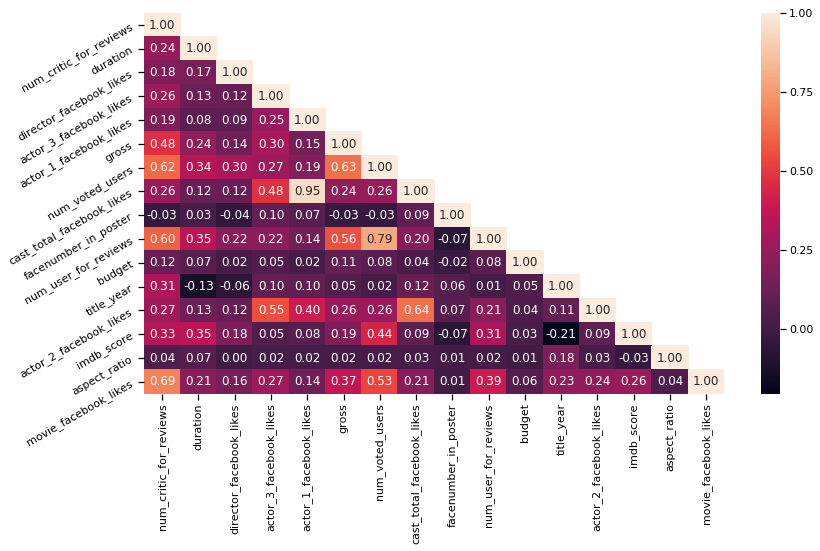 num_critic_for_reviews 1.00
duration 0.24 1.00
director_facebook_likes 0.18 0.17 1.00
actor_3_facebook_likes 0.26 0.13 0.12 1.00
actor_1_facebook_likes 0.19 0.08 0.09 0.25 1.00
gross 0.48 0.24 0.14 0.30 0.15 1.00
num_voted_users 0.62 0.34 0.30 0.27 0.19 0.63 1.00
cast_total_facebook_likes 0.26 0.12 0.12 0.48 0.95 0.24 0.26 1.00
facenumber_in_poster -0.03 0.03 -0.04 0.10 0.07 -0.03 -0.03 0.09 1.00
num_user_for_reviews 0.60 0.35 0.22 0.22 0.14 0.56 0.79 0.20 -0.07 1.00
budget 0.12 0.07 0.02 0.05 0.02 0.11 0.08 0.04 -0.02 0.08 1.00
title_year 0.31 -0.13 -0.06 0.10 0.10 0.05 0.02 0.12 0.06 0.01 0.05 1.00
actor_2_facebook_likes 0.27 0.13 0.12 0.55 0.40 0.26 0.26 0.64 0.07 0.21 0.04 0.11 1.00
imdb_score 0.33 0.35 0.18 0.05 0.08 0.19 0.44 0.09 -0.07 0.31 0.03 -0.21 0.09 1.00
aspect_ratio 0.04 0.07 0.00 0.02 0.02 0.02 0.02 0.03 0.01 0.02 0.01 0.18 0.03 -0.03 1.00
movie_facebook_likes 0.69 0.21 0.16 0.27 0.14 0.37 0.53 0.21 0.01 0.39 0.06 0.23 0.24 0.26 0.04 1.00
num_critic_for_reviews
duration
director_facebook_likes
actor_3_facebook_likes
actor_1_facebook_likes
gross
num_voted_users
cast_total_facebook_likes
facenumber_in_poster
num_user_for_reviews
budget
title_year
actor_2_facebook_likes
imdb_score
aspect_ratio
movie_facebook_likes
1.00
0.75
0.50
0.25
0.00